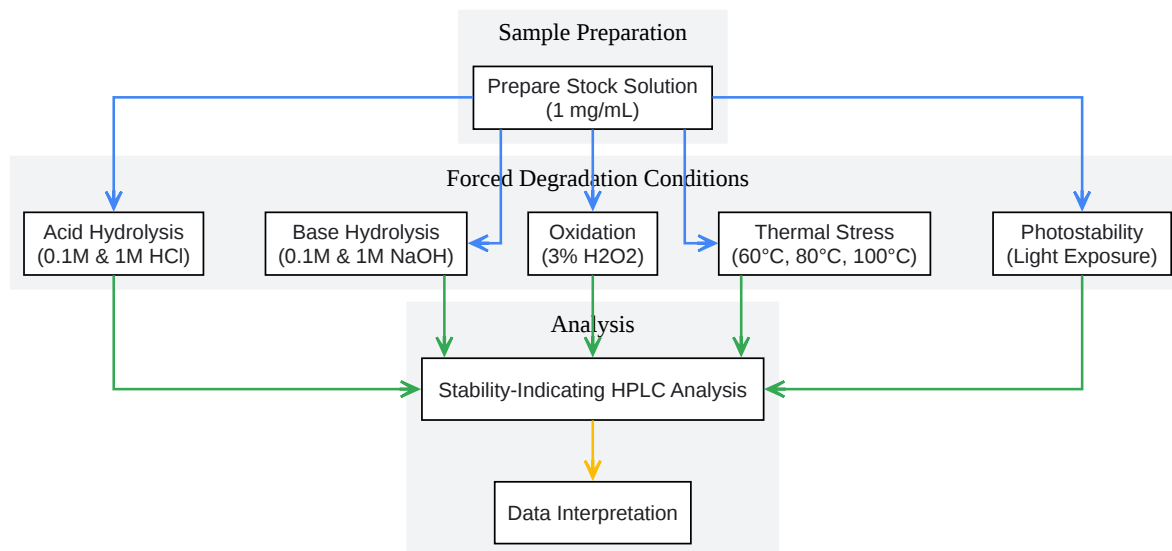 Sample Preparation
Prepare Stock Solution
(1 mg/mL)
Forced Degradation Conditions
Acid Hydrolysis
(0.1M & 1M HCl)
Base Hydrolysis
(0.1M & 1M NaOH)
Oxidation
(3% H2O2)
Thermal Stress
(60°C, 80°C, 100°C)
Photostability
(Light Exposure)
Analysis
Stability-Indicating HPLC Analysis
Data Interpretation